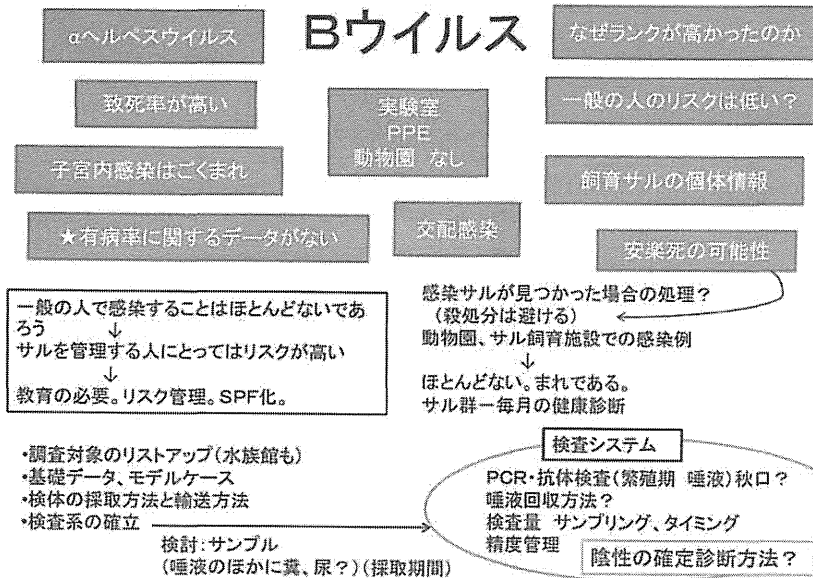 αヘルペスウイルス
Bウイルス
なぜランクが高かったのか
致死率が高い
実験室
PPE
動物園 なし
一般の人のリスクは低い？
子宮内感染はごくまれ
飼育サルの個体情報
★有病率に関するデータがない
交配感染
安楽死の可能性
一般の人で感染することはほとんどないであ
ろう ↓
サルを管理する人にとってはリスクが高い
↓
教育の必要。リスク管理。SPF化。
感染サルが見つかった場合の処理？
（殺処分は避ける）
動物園、サル飼育施設での感染例
↓
ほとんどない。まれである。
サル群ー毎月の健康診断
・調査対象のリストアップ（水族館も）
・基礎データ、モデルケース
・検体の採取方法と輸送方法
・検査系の確立
検討：サンプル
（唾液のほかに糞、尿？）（採取期間）
検査システム
PCR・抗体検査（繁殖期 唾液）秋口？
唾液回収方法？
検査量 サンプリング、タイミング
精度管理
陰性の確定診断方法？